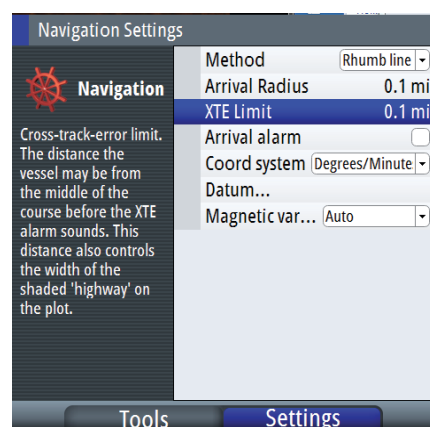 Navigation Settings
Navigation
Cross-track-error limit.
The distance the
vessel may be from
the middle of the
course before the XTE
alarm sounds. This
distance also controls
the width of the
shaded 'highway' on
the plot.
Method Rhumb line
Arrival Radius 0.1 mi
XTE Limit 0.1 mi
Arrival alarm
Coord system Degrees/Minute
Datum...
Magnetic var... Auto
Tools Settings